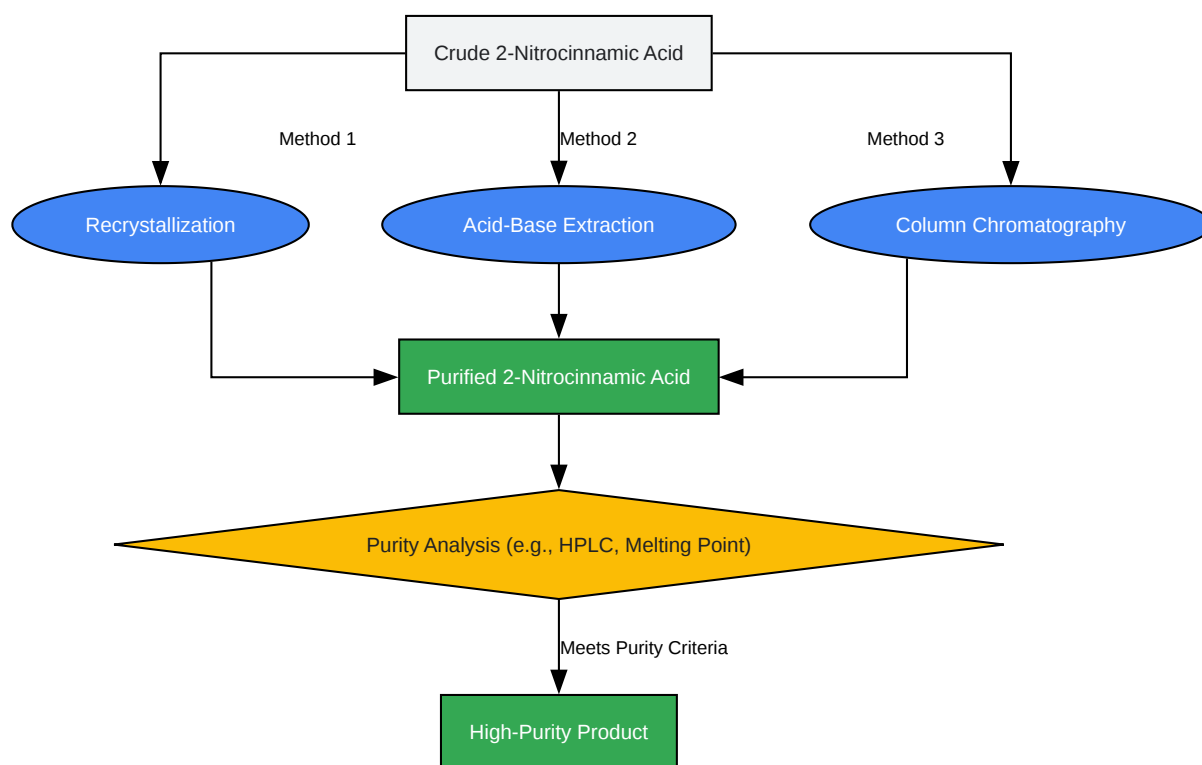 Crude 2-Nitrocinnamic Acid
Method 1
Method 2
Method 3
Recrystallization
Acid-Base Extraction
Column Chromatography
Purified 2-Nitrocinnamic Acid
Purity Analysis (e.g., HPLC, Melting Point)
Meets Purity Criteria
High-Purity Product